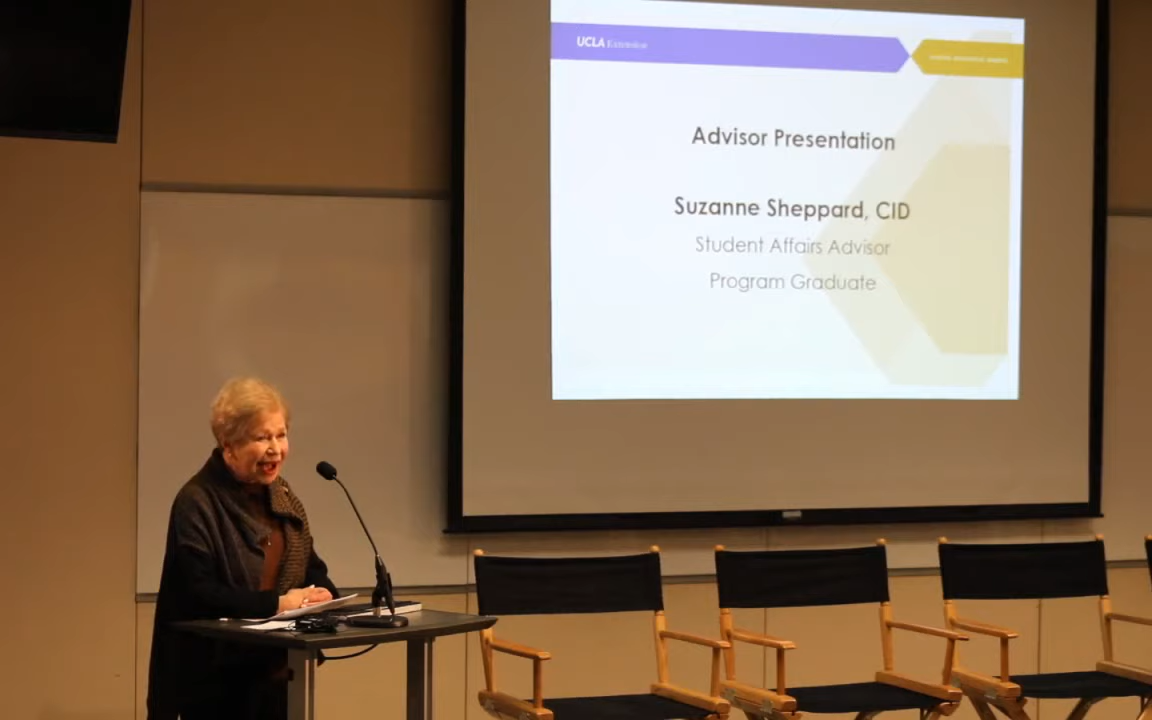 UCLA Extension
Advisor Presentation
Suzanne Sheppard, CID
Student Affairs Advisor
Program Graduate